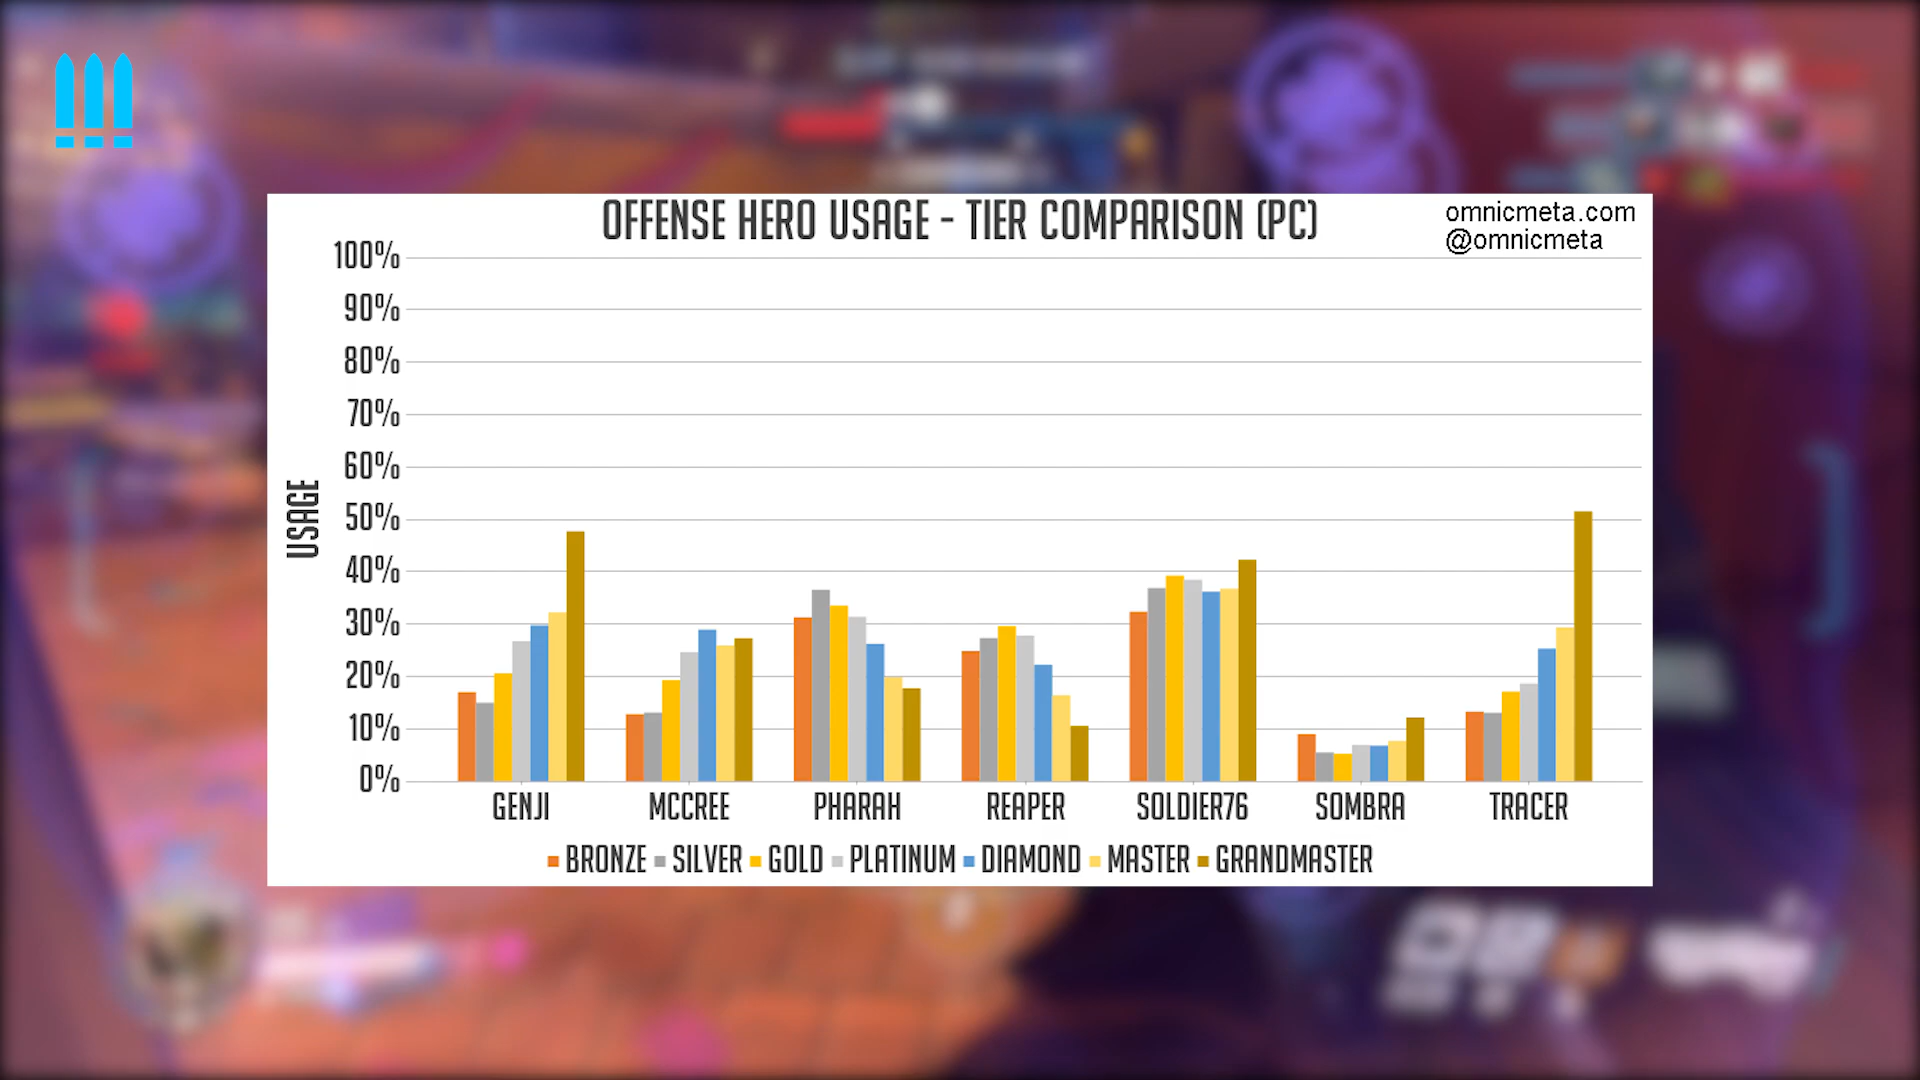 OFFENSE HERO USAGE - TIER COMPARISON (PC)
omnicmeta.com
@omnicmeta
100%
90%
80%
70%
60%
50%
40%
30%
20%
10%
0%
USAGE
GENJI MCCREE PHARAH REAPER SOLDIER76 SOMBRA TRACER
BRONZE SILVER GOLD PLATINUM DIAMOND MASTER GRANDMASTER